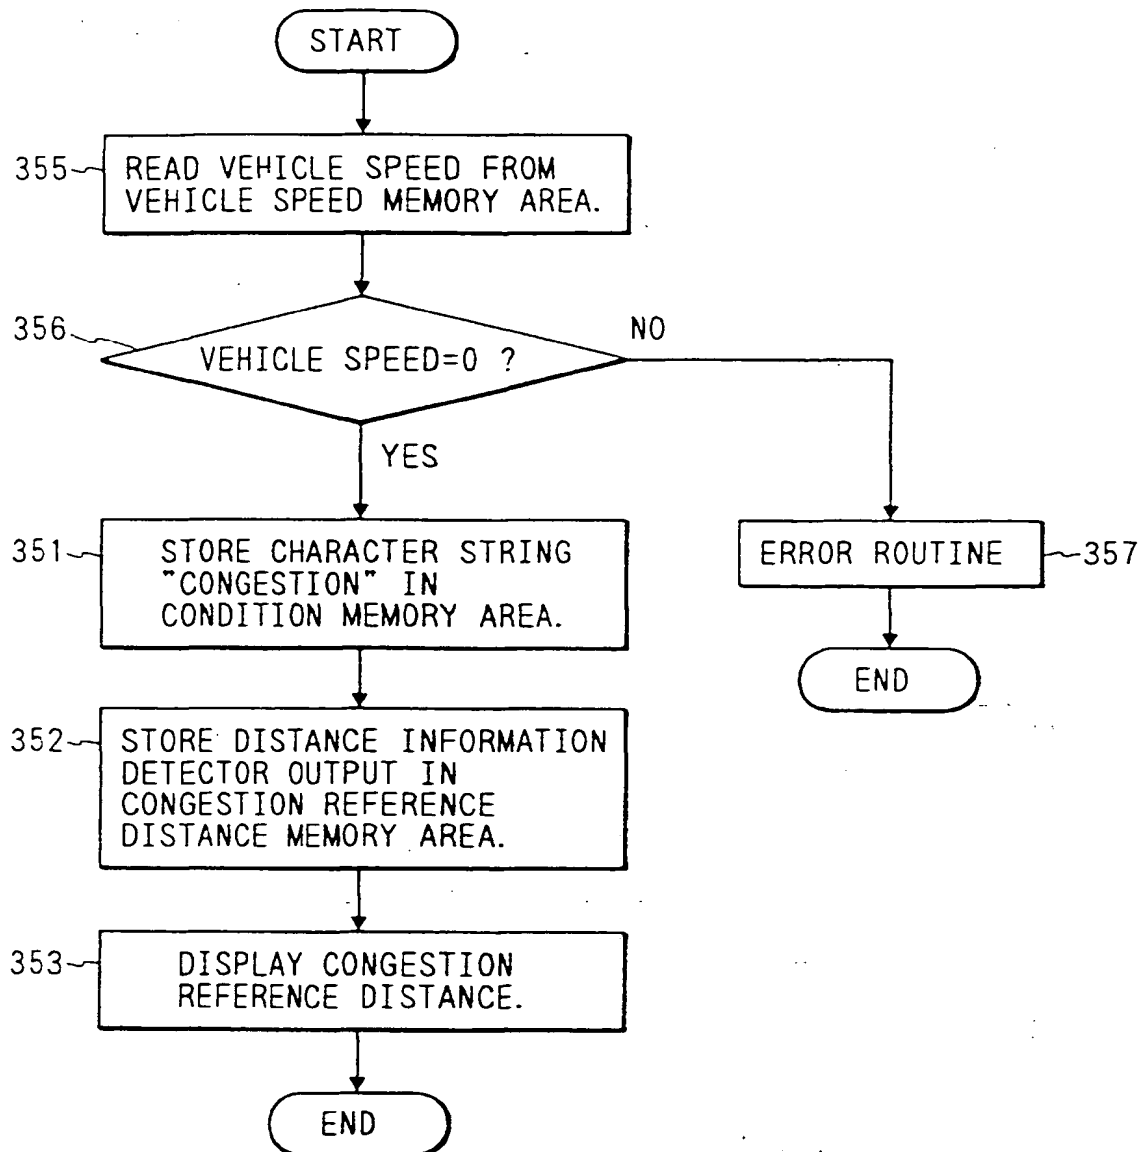 START
355
READ VEHICLE SPEED FROM
VEHICLE SPEED MEMORY AREA.
356
VEHICLE SPEED=0 ?
NO
YES
351
STORE CHARACTER STRING
"CONGESTION" IN
CONDITION MEMORY AREA.
ERROR ROUTINE
357
END
352
STORE DISTANCE INFORMATION
DETECTOR OUTPUT IN
CONGESTION REFERENCE
DISTANCE MEMORY AREA.
353
DISPLAY CONGESTION
REFERENCE DISTANCE.
END